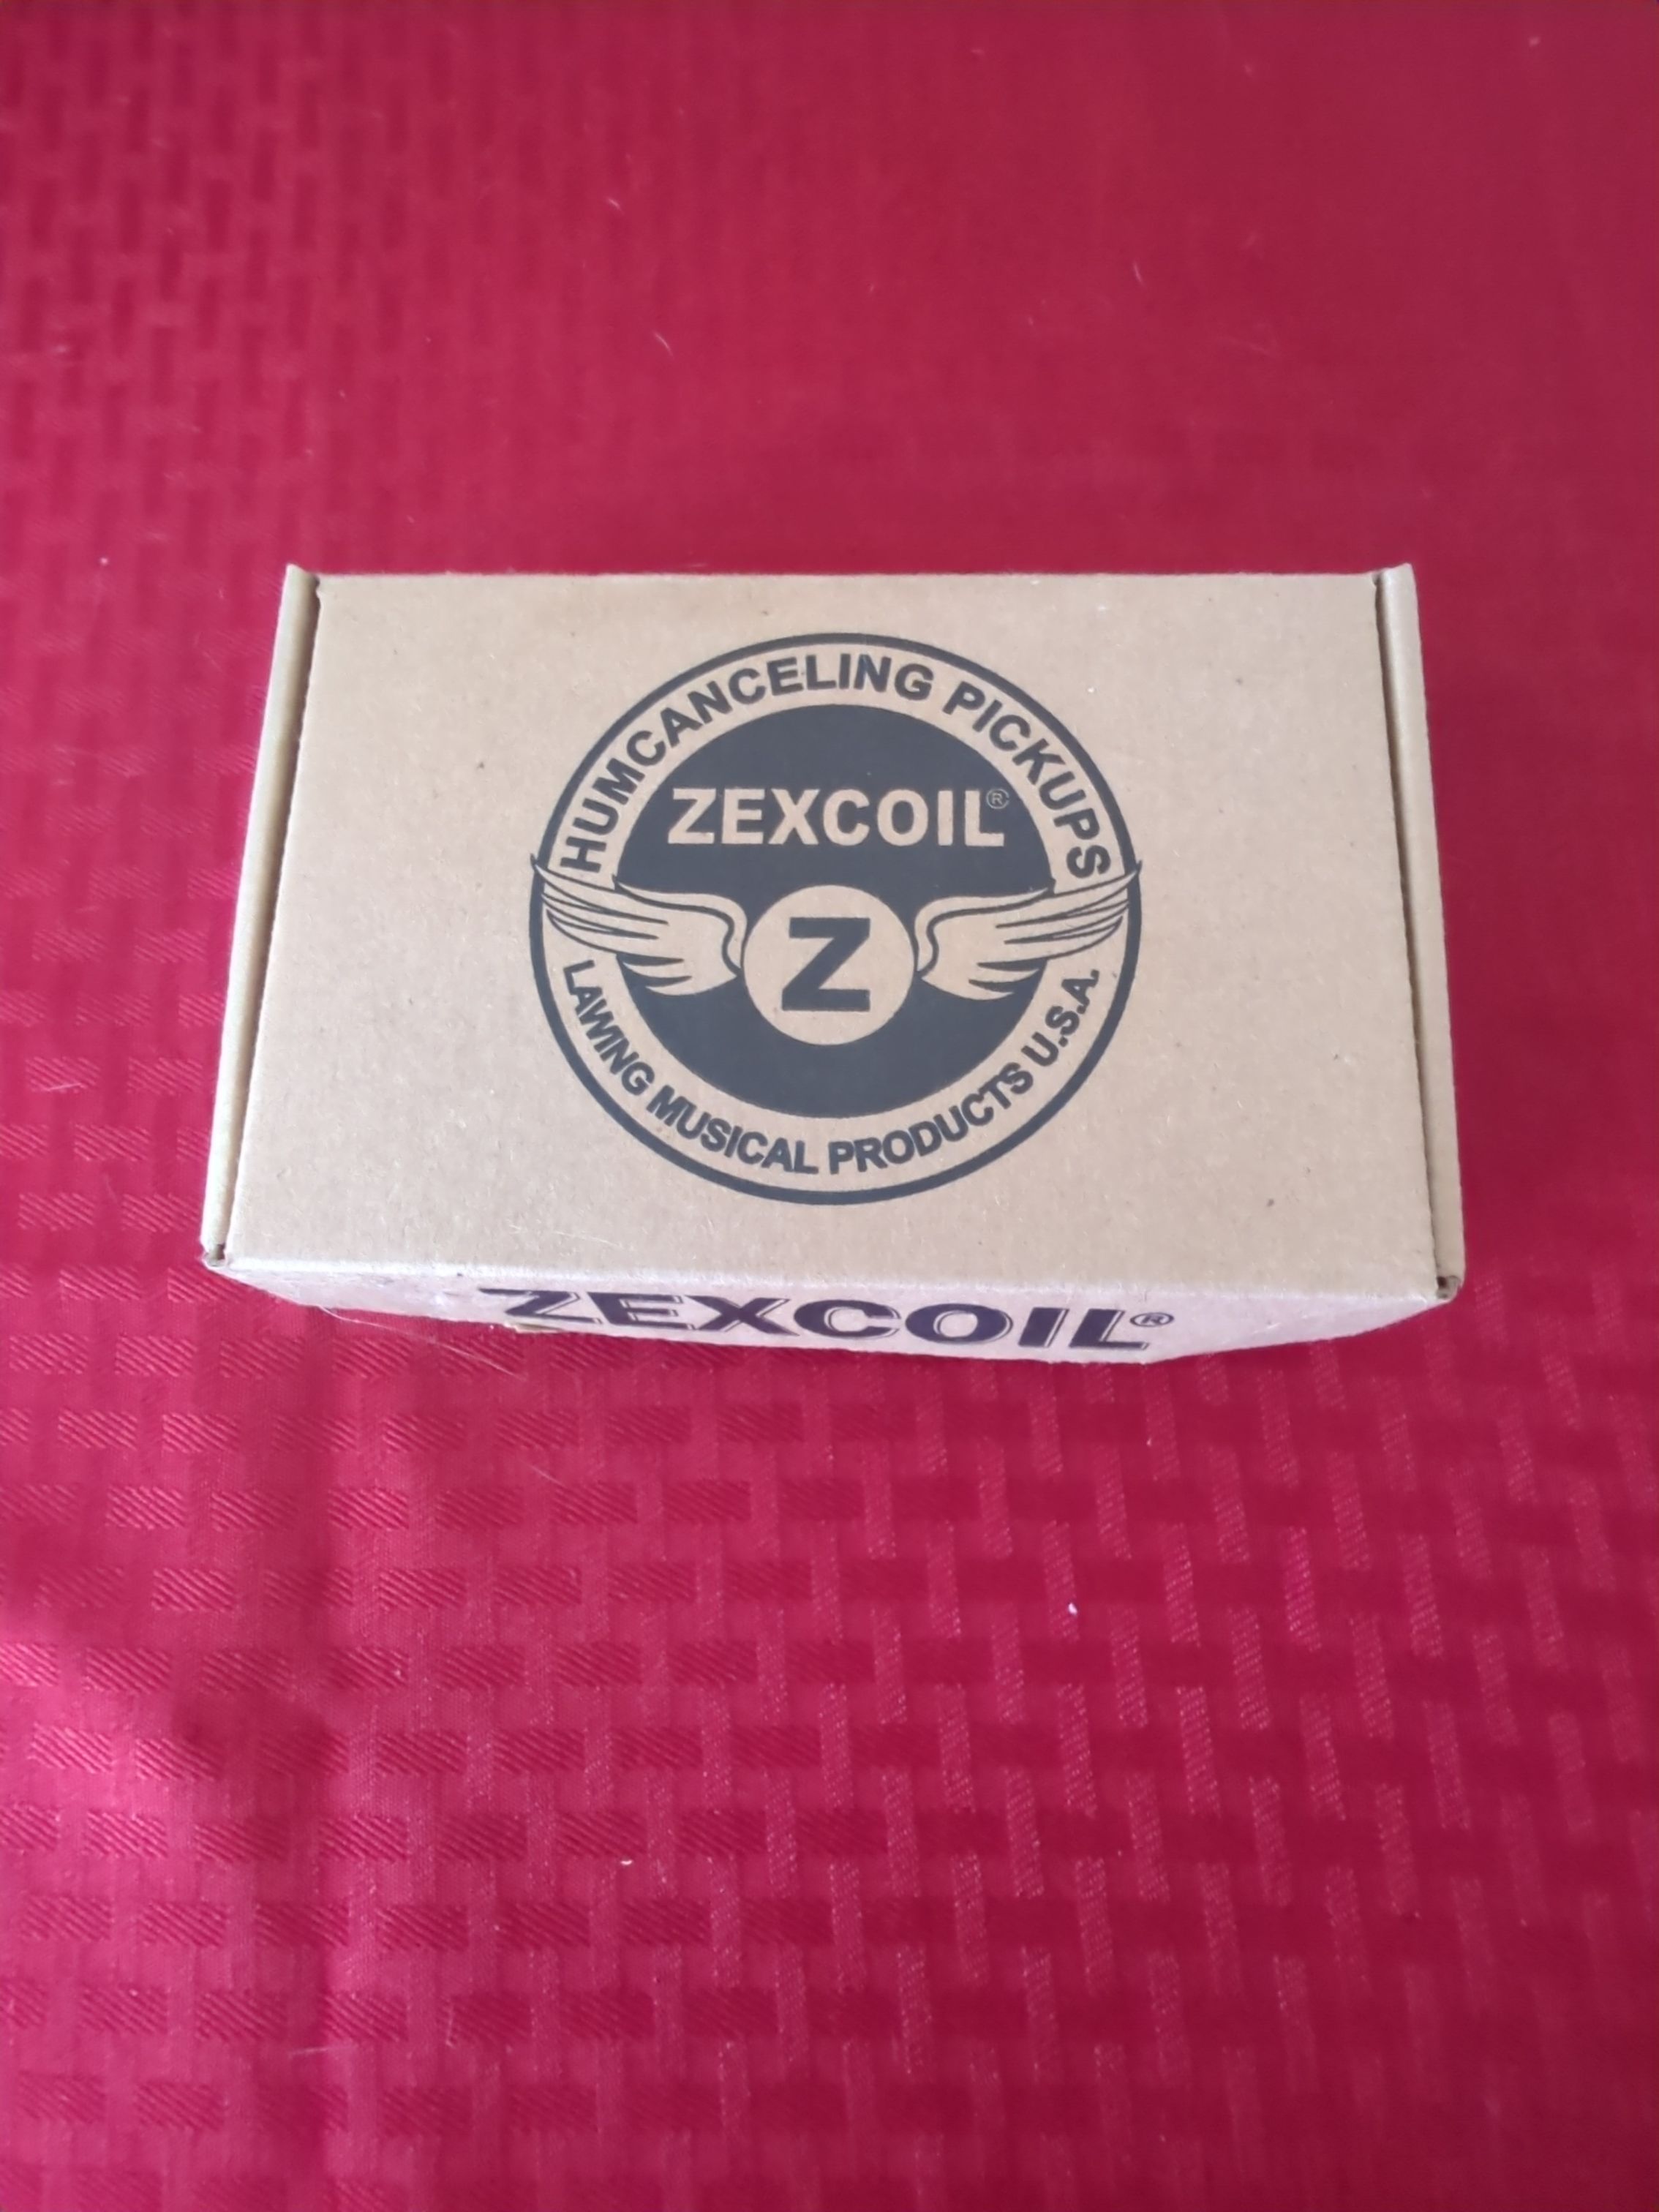 HUMCANCELING PICKUPS
ZEXCOIL®
Z
LAWING MUSICAL PRODUCTS U.S.A.
ZEXCOIL®